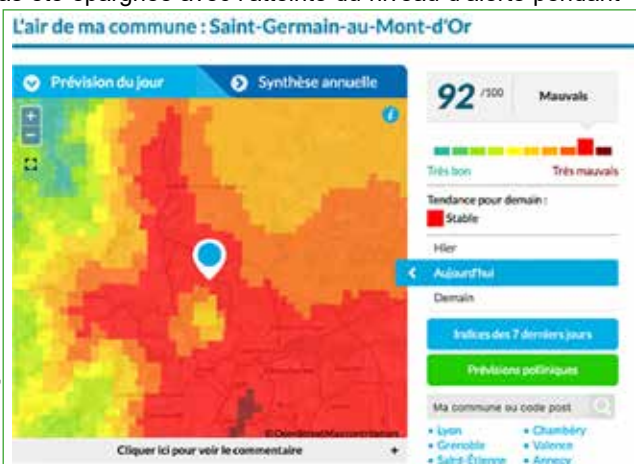 L'air de ma commune : Saint-Germain-au-Mont-d'Or
Prévision du jour
Synthèse annuelle
92 /100
Mauvais
Très bon
Très mauvais
Tendance pour demain :
Stable
Hier
Aujourd'hui
Demain
Indices des 7 derniers jours
Prévisions polliniques
Ma commune ou code post
• Lyon
• Chambéry
• Grenoble
• Valence
• Saint-Étienne
• Annecy
© OpenStreetMap contributors
Cliquer ici pour voir le commentaire +